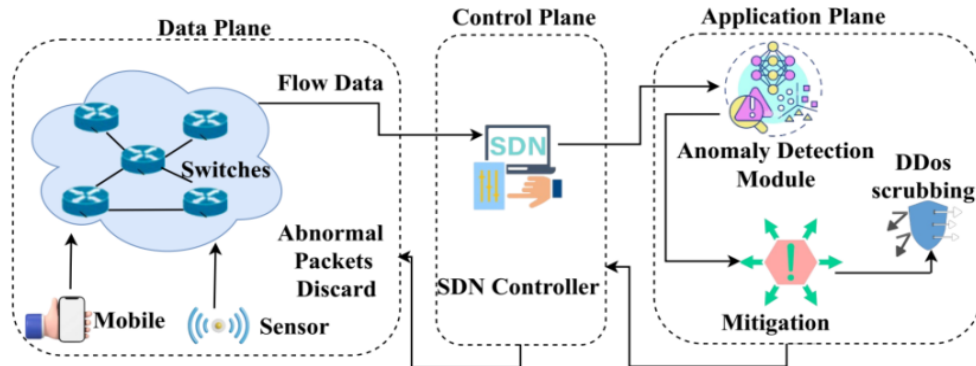 Data Plane
Control Plane
Application Plane
Flow Data
Switches
SDN
Anomaly Detection
Module
DDos
scrubbing
Abnormal
Packets
Discard
SDN Controller
Mobile
Sensor
Mitigation